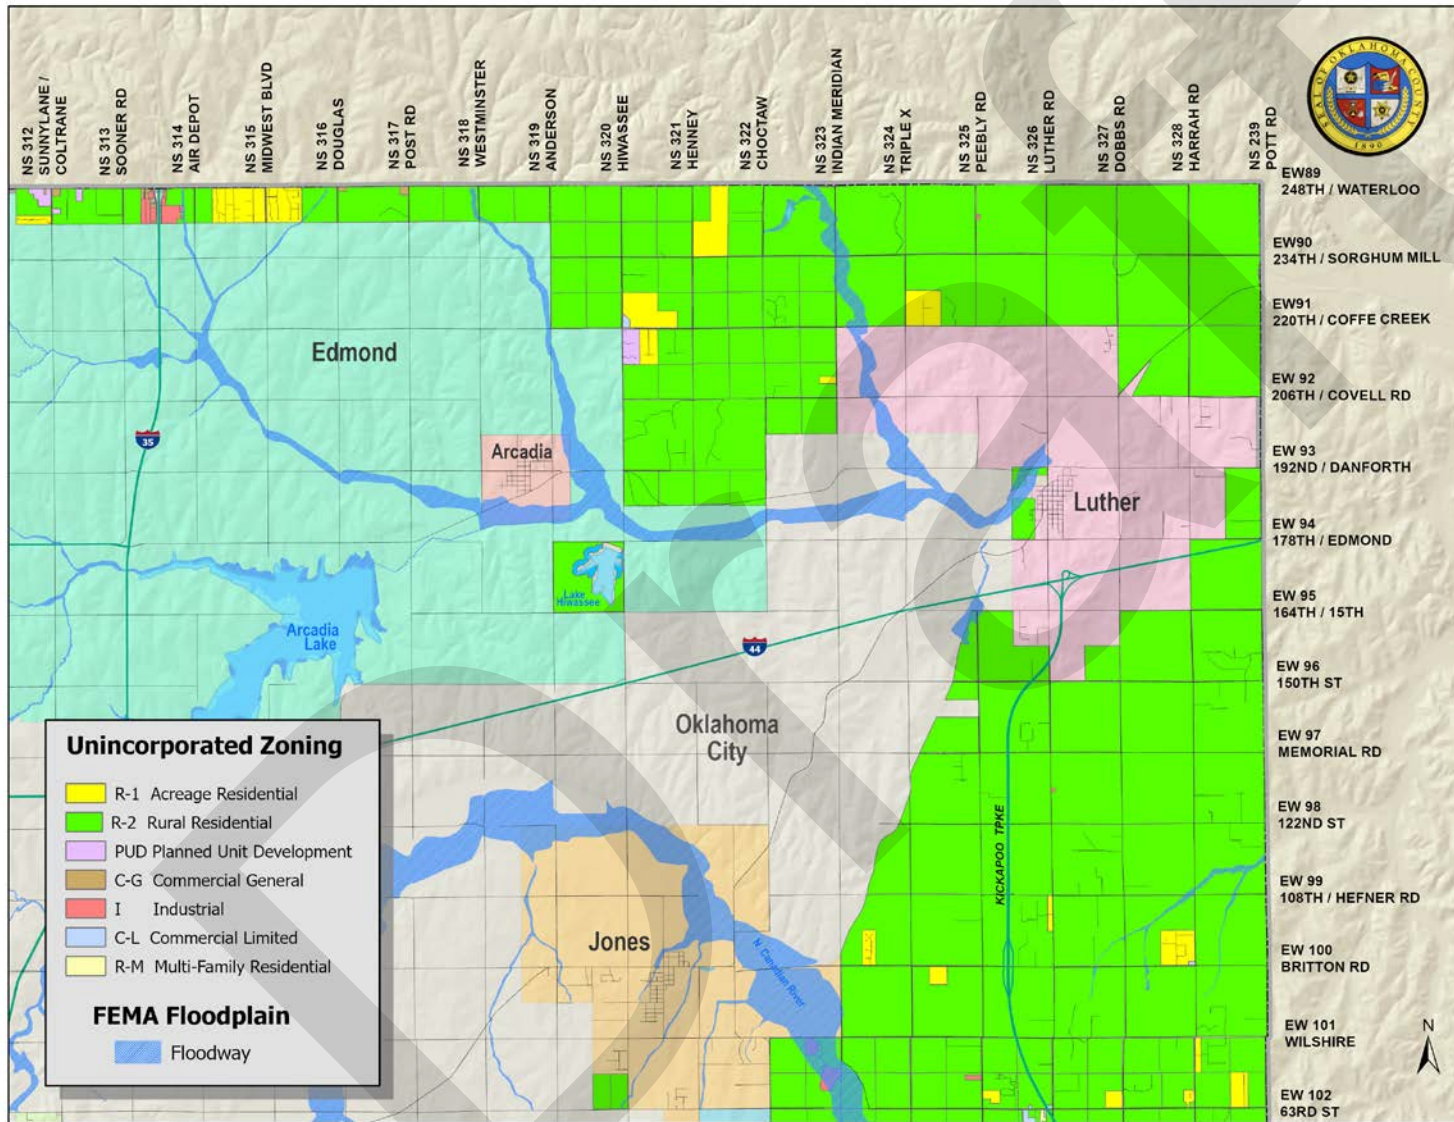 NS 312
SUNNYLANE /
COLTRANE
NS 313
SOONER RD
NS 314
AIR DEPOT
NS 315
MIDWEST BLVD
NS 316
DOUGLAS
NS 317
POST RD
NS 318
WESTMINSTER
NS 319
ANDERSON
NS 320
HIWASSEE
NS 321
HENNEY
NS 322
CHOCTAW
NS 323
INDIAN MERIDIAN
NS 324
TRIPLE X
NS 325
PEEBLY RD
NS 326
LUTHER RD
NS 327
DOBBS RD
NS 328
HARRAH RD
NS 239
POTT RD
SEAL OF OKLAHOMA COUNTY
1890
EW89
248TH / WATERLOO
EW90
234TH / SORGHUM MILL
EW91
220TH / COFFE CREEK
EW 92
206TH / COVELL RD
EW 93
192ND / DANFORTH
EW 94
178TH / EDMOND
EW 95
164TH / 15TH
EW 96
150TH ST
EW 97
MEMORIAL RD
EW 98
122ND ST
EW 99
108TH / HEFNER RD
EW 100
BRITTON RD
EW 101
WILSHIRE
EW 102
63RD ST
N
Edmond
35
Arcadia
Luther
Lake
Hiwassee
Arcadia
Lake
44
Oklahoma
City
KICKAPOO TPKE
Jones
N Canadian River
Unincorporated Zoning
R-1 Acreage Residential
R-2 Rural Residential
PUD Planned Unit Development
C-G Commercial General
I Industrial
C-L Commercial Limited
R-M Multi-Family Residential
FEMA Floodplain
Floodway
Draft